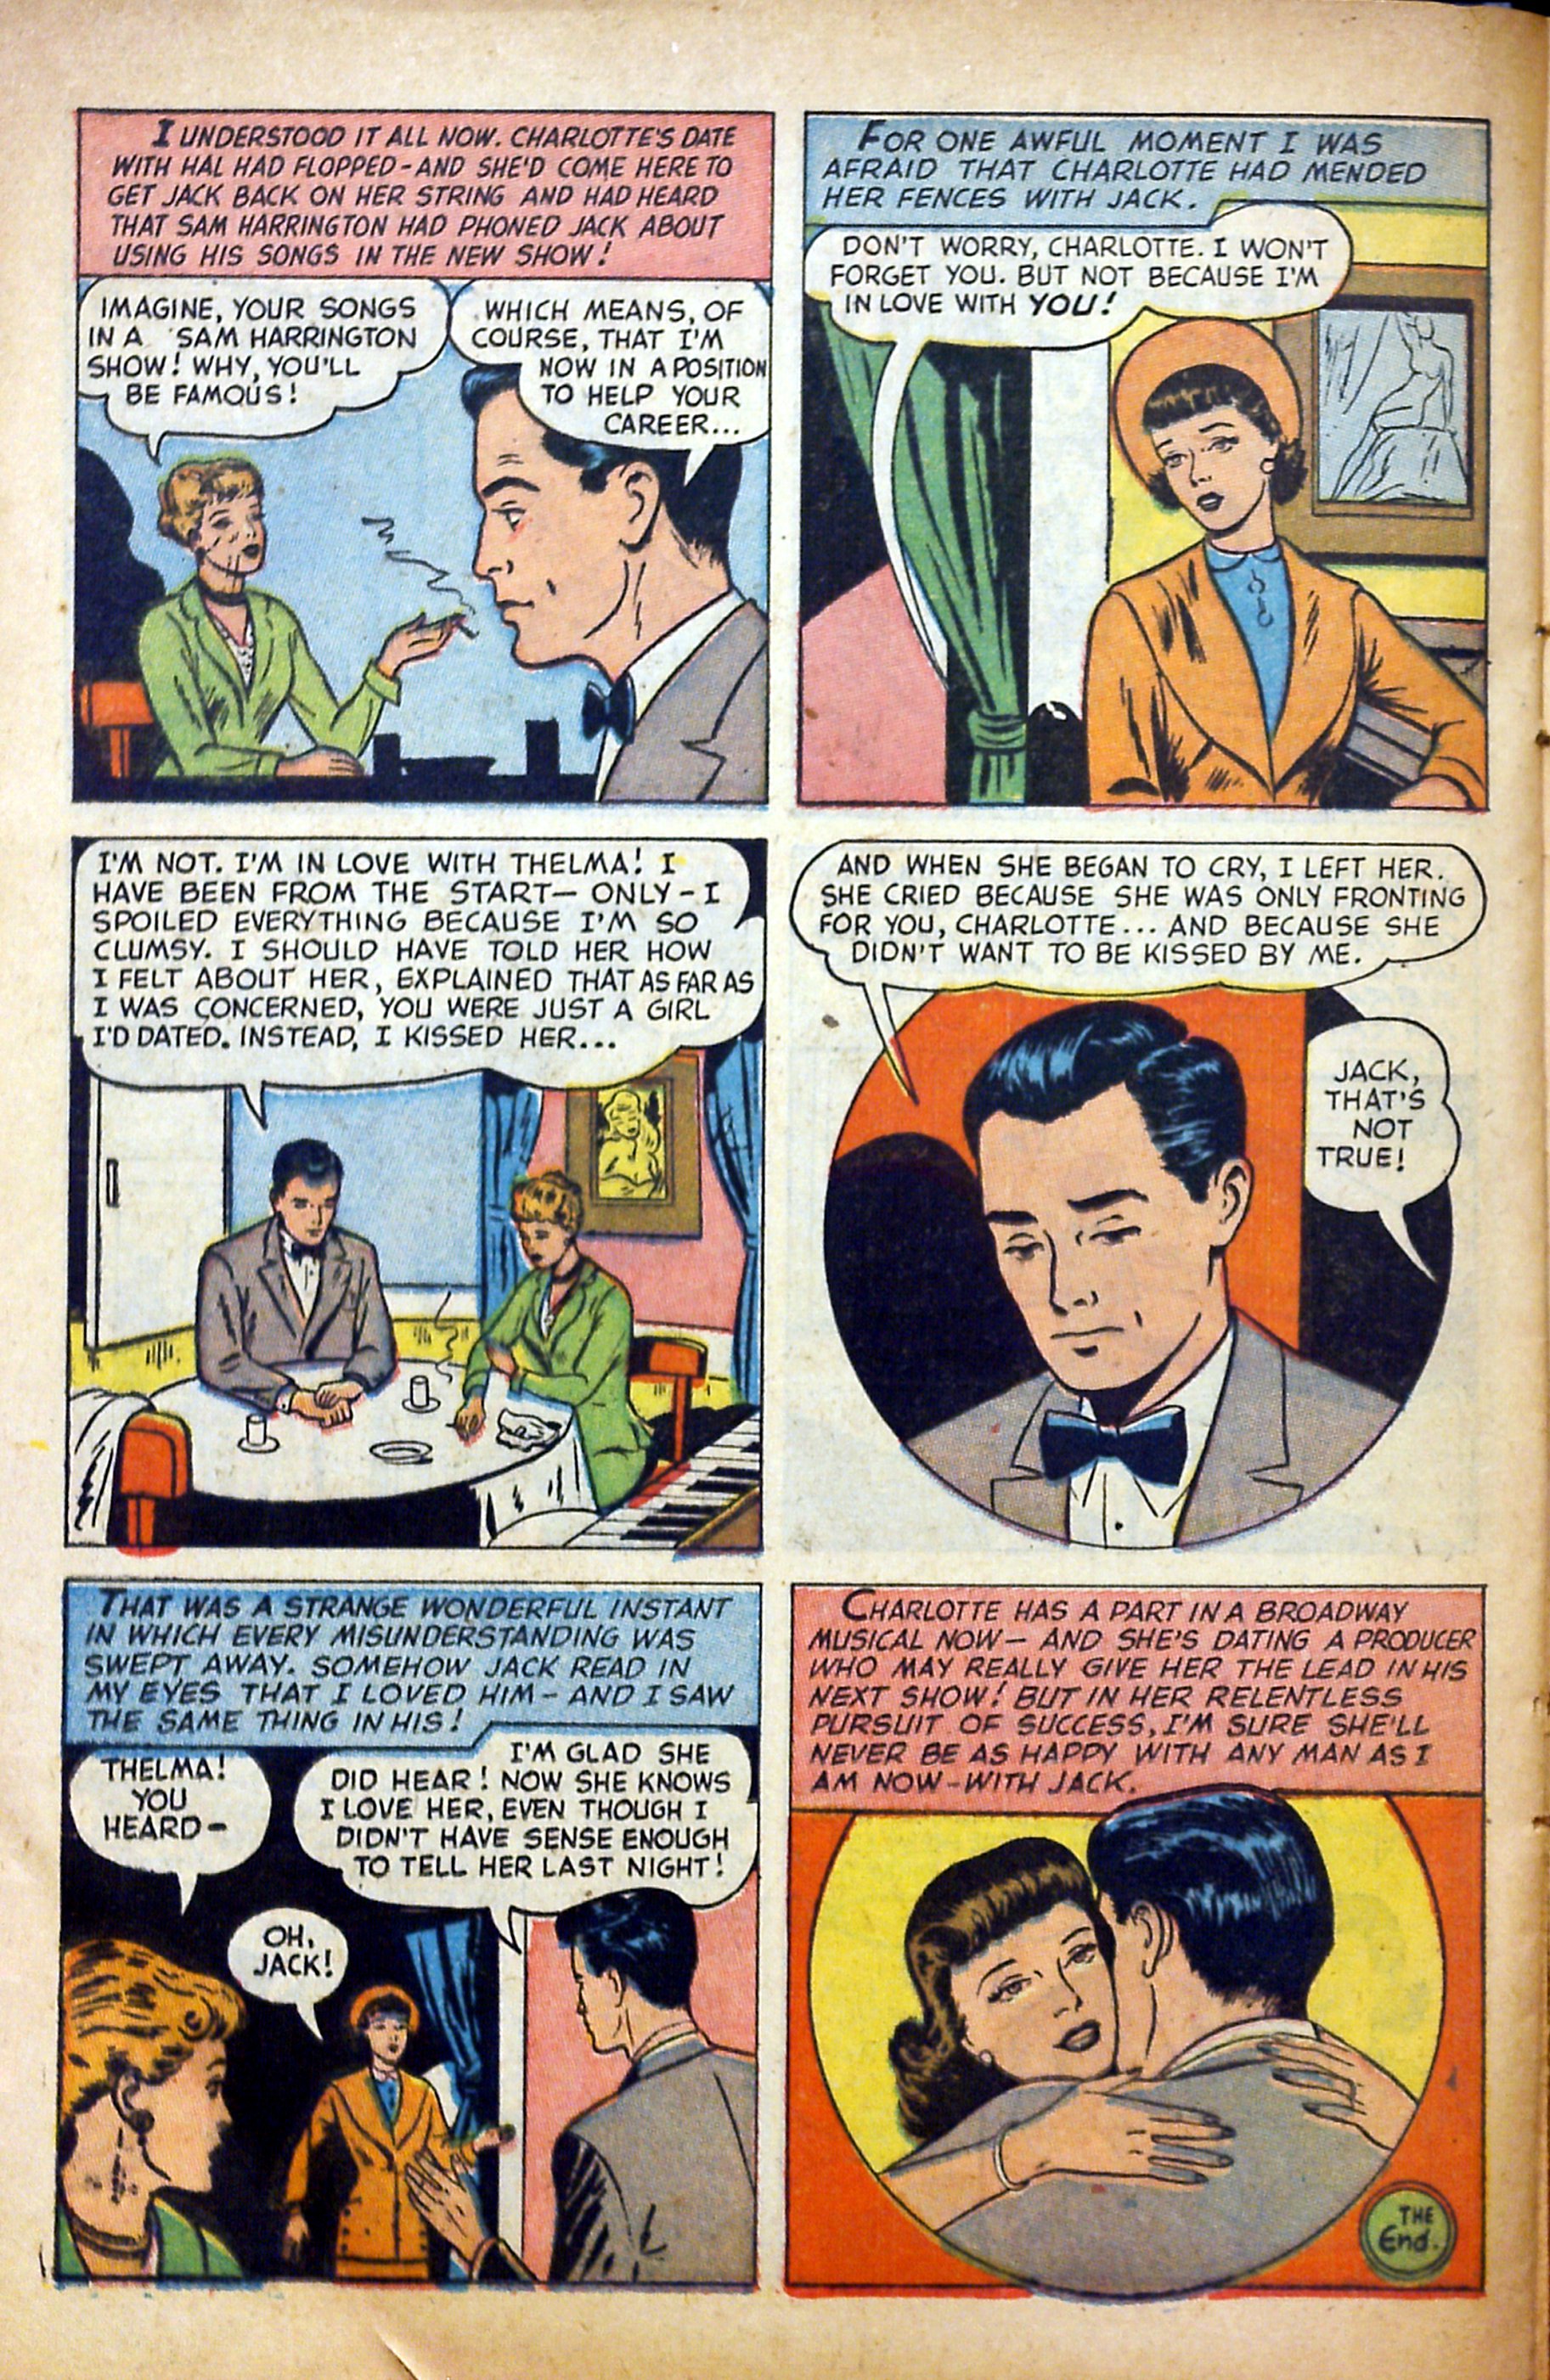 I UNDERSTOOD IT ALL NOW. CHARLOTTE'S DATE
WITH HAL HAD FLOPPED - AND SHE'D COME HERE TO
GET JACK BACK ON HER STRING AND HAD HEARD
THAT SAM HARRINGTON HAD PHONED JACK ABOUT
USING HIS SONGS IN THE NEW SHOW!
IMAGINE, YOUR SONGS
IN A SAM HARRINGTON
SHOW! WHY, YOU'LL
BE FAMOUS!
WHICH MEANS, OF
COURSE, THAT I'M
NOW IN A POSITION
TO HELP YOUR
CAREER...
FOR ONE AWFUL MOMENT I WAS
AFRAID THAT CHARLOTTE HAD MENDED
HER FENCES WITH JACK.
DON'T WORRY, CHARLOTTE. I WON'T
FORGET YOU. BUT NOT BECAUSE I'M
IN LOVE WITH YOU!
I'M NOT. I'M IN LOVE WITH THELMA! I
HAVE BEEN FROM THE START— ONLY - I
SPOILED EVERYTHING BECAUSE I'M SO
CLUMSY. I SHOULD HAVE TOLD HER HOW
I FELT ABOUT HER, EXPLAINED THAT AS FAR AS
I WAS CONCERNED, YOU WERE JUST A GIRL
I'D DATED. INSTEAD, I KISSED HER...
AND WHEN SHE BEGAN TO CRY, I LEFT HER.
SHE CRIED BECAUSE SHE WAS ONLY FRONTING
FOR YOU, CHARLOTTE... AND BECAUSE SHE
DIDN'T WANT TO BE KISSED BY ME.
JACK,
THAT'S
NOT
TRUE!
THAT WAS A STRANGE WONDERFUL INSTANT
IN WHICH EVERY MISUNDERSTANDING WAS
SWEPT AWAY. SOMEHOW JACK READ IN
MY EYES THAT I LOVED HIM - AND I SAW
THE SAME THING IN HIS!
THELMA!
YOU
HEARD -
I'M GLAD SHE
DID HEAR! NOW SHE KNOWS
I LOVE HER, EVEN THOUGH I
DIDN'T HAVE SENSE ENOUGH
TO TELL HER LAST NIGHT!
OH,
JACK!
CHARLOTTE HAS A PART IN A BROADWAY
MUSICAL NOW — AND SHE'S DATING A PRODUCER
WHO MAY REALLY GIVE HER THE LEAD IN HIS
NEXT SHOW! BUT IN HER RELENTLESS
PURSUIT OF SUCCESS, I'M SURE SHE'LL
NEVER BE AS HAPPY WITH ANY MAN AS I
AM NOW - WITH JACK.
THE
End.